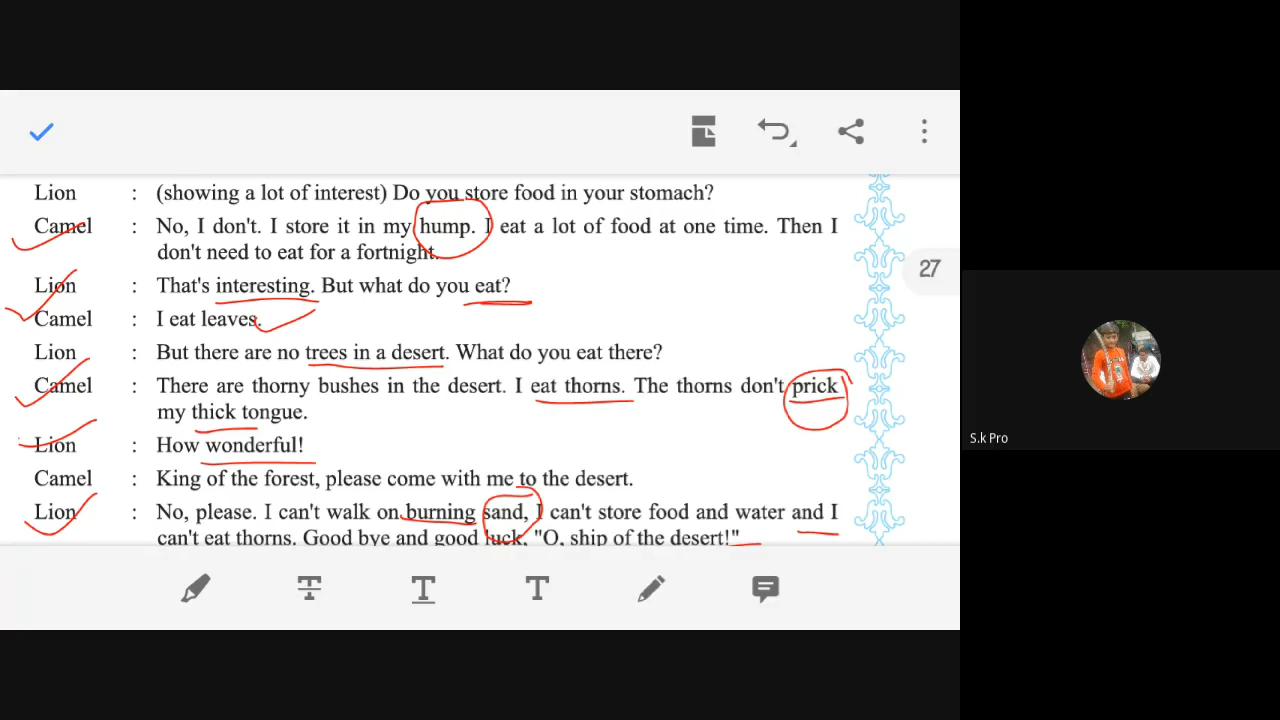 Lion : (showing a lot of interest) Do you store food in your stomach?
Camel : No, I don't. I store it in my hump. I eat a lot of food at one time. Then I
don't need to eat for a fortnight.
Lion : That's interesting. But what do you eat?
Camel : I eat leaves.
Lion : But there are no trees in a desert. What do you eat there?
Camel : There are thorny bushes in the desert. I eat thorns. The thorns don't prick
my thick tongue.
Lion : How wonderful!
Camel : King of the forest, please come with me to the desert.
Lion : No, please. I can't walk on burning sand, I can't store food and water and I
can't eat thorns. Good bye and good luck, "O, ship of the desert!"
27
S.k Pro